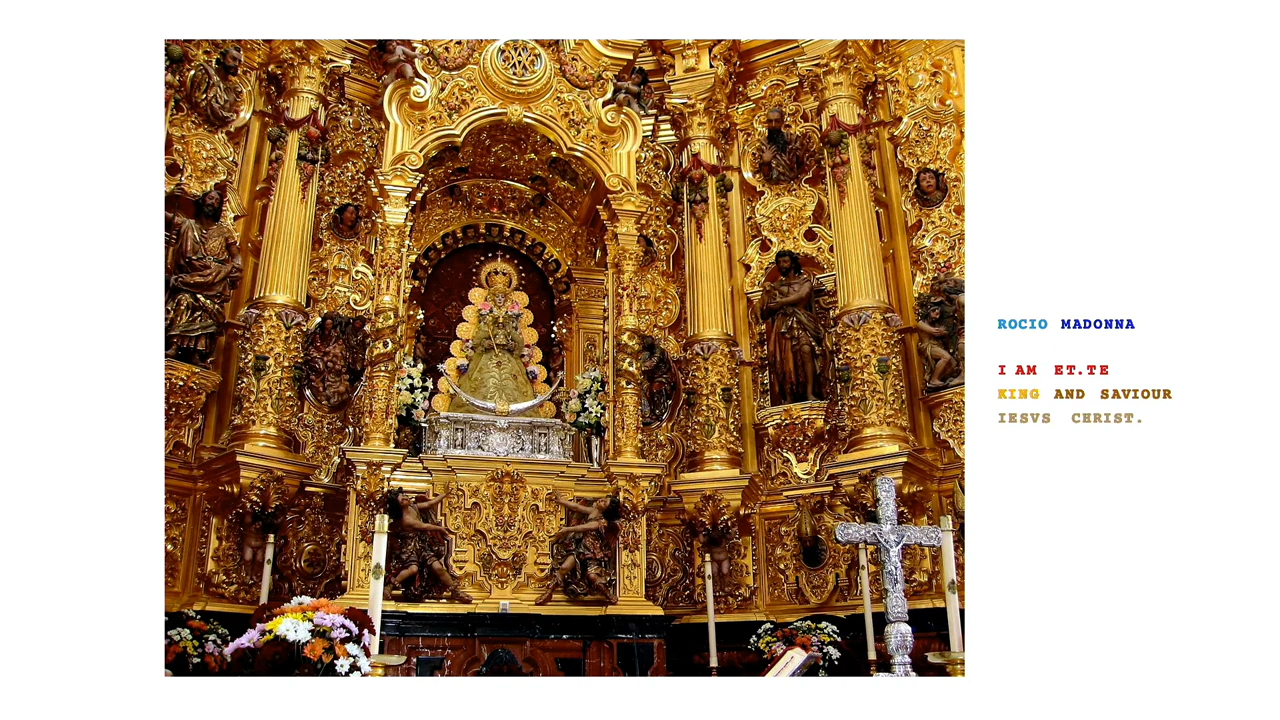 ROCIO MADONNA
I AM ET.TE
KING AND SAVIOUR
IESVS CHRIST.